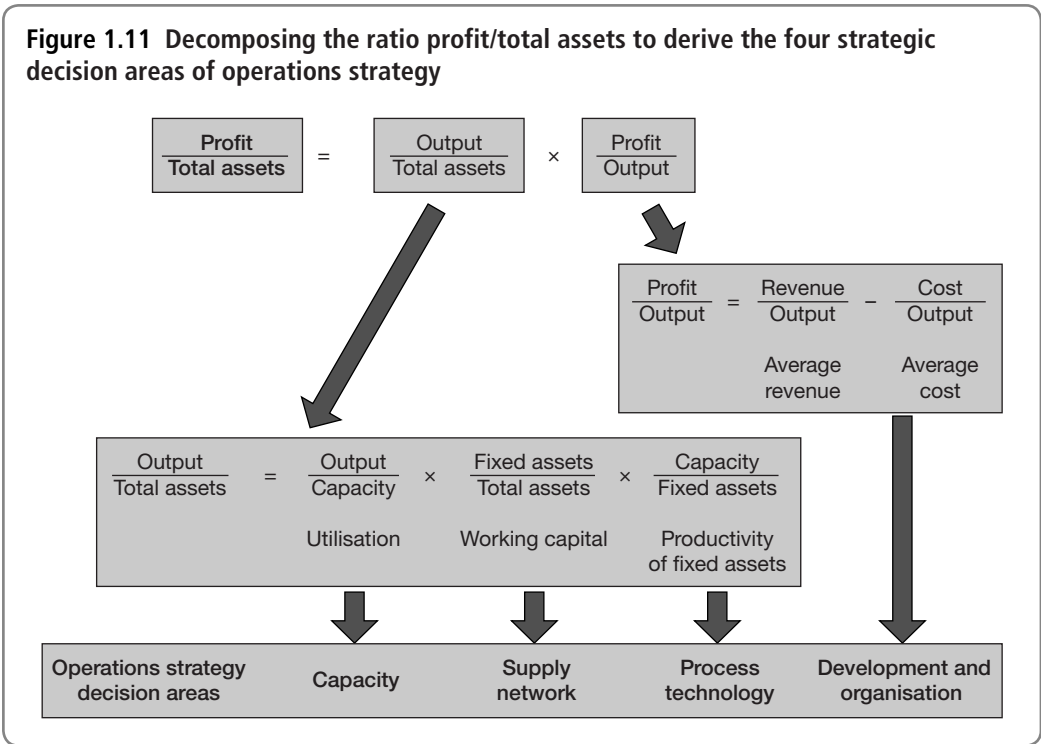 Figure 1.11 Decomposing the ratio profit/total assets to derive the four strategic
decision areas of operations strategy
Profit
Total assets
=
Output
Total assets
×
Profit
Output
Profit
Output
=
Revenue
Output
–
Cost
Output
Average
revenue
Average
cost
Output
Total assets
=
Output
Capacity
×
Fixed assets
Total assets
×
Capacity
Fixed assets
Utilisation
Working capital
Productivity
of fixed assets
Operations strategy
decision areas
Capacity
Supply
network
Process
technology
Development and
organisation